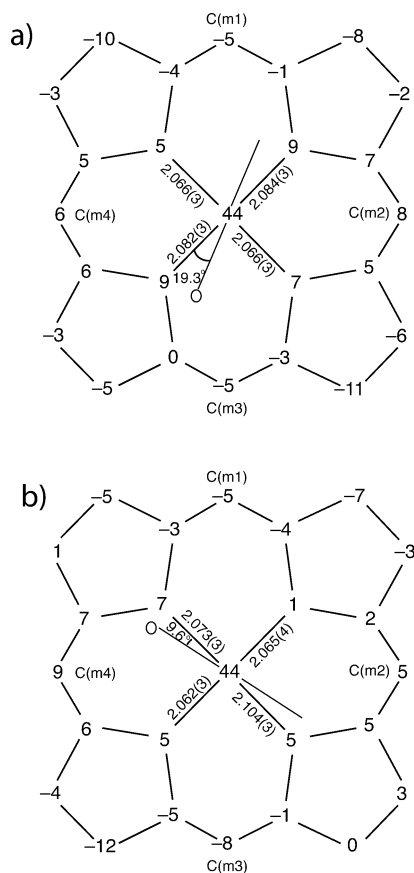 a)
C(m1)
−10 −5 −8
−4 −1
−3 −2
5 5 9 7
2.066(3) 2.084(3)
6 C(m4) 44 C(m2) 8
2.082(3) 2.066(3)
6 9 19.3° 7 5
O
−3 −6
0 −3
−5 −5 −11
C(m3)
b)
C(m1)
−5 −5 −7
−3 −4
1 −3
7 7 1 2
O 9.6° 2.073(3) 2.065(4)
9 C(m4) 44 C(m2) 5
2.062(3) 2.104(3)
6 5 5 5
−4 3
−5 −1
−12 −8 0
C(m3)